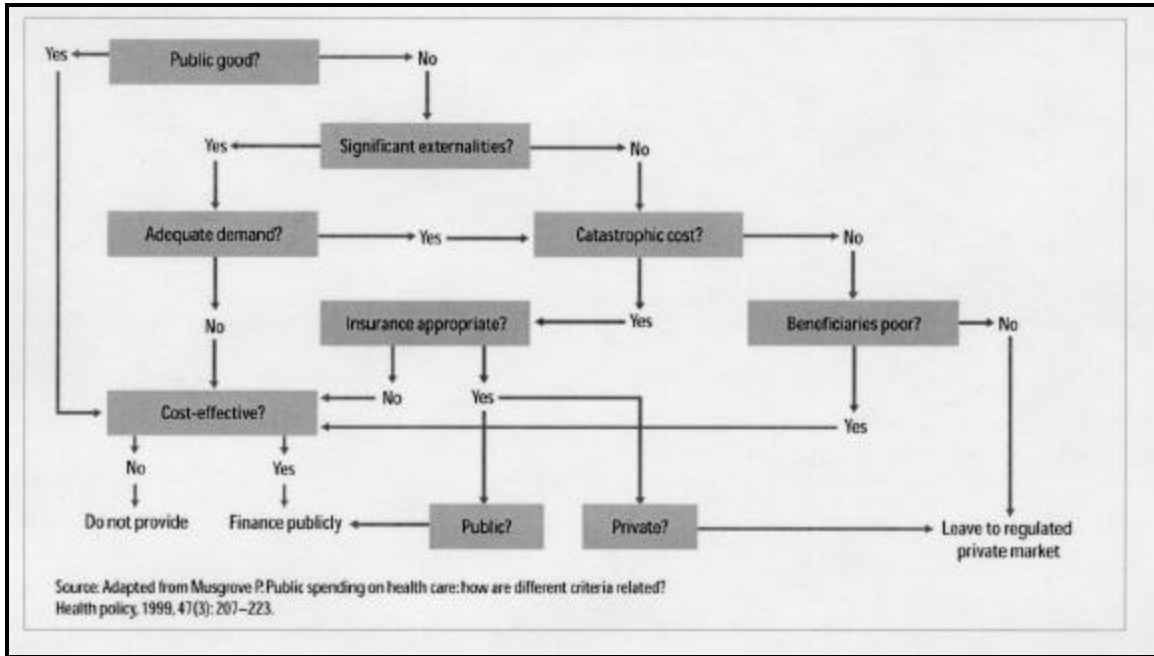 Yes
Public good?
No
Yes
Significant externalities?
No
Adequate demand?
Yes
Catastrophic cost?
No
No
Insurance appropriate?
Yes
Beneficiaries poor?
No
Cost-effective?
No
Yes
Yes
No
Yes
Do not provide
Finance publicly
Public?
Private?
Leave to regulated
private market
Source: Adapted from Musgrove P. Public spending on health care: how are different criteria related?
Health policy, 1999, 47(3): 207–223.